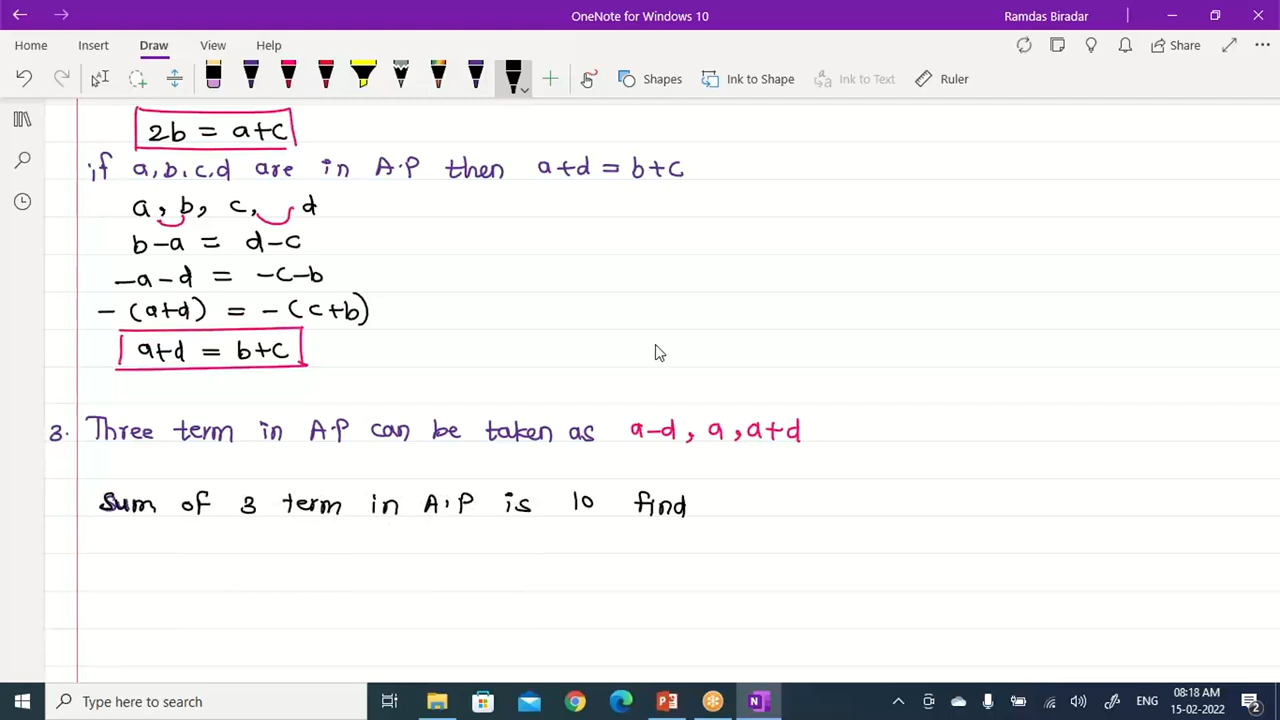 OneNote for Windows 10
Ramdas Biradar
Home Insert Draw View Help
Share
Shapes Ink to Shape Ink to Text Ruler
2b = a+c
if a, b, c, d are in A.P then a+d = b+c
a, b, c, d
b-a = d-c
-a-d = -c-b
-(a+d) = -(c+b)
a+d = b+c
3. Three term in A.P can be taken as a-d, a, a+d
Sum of 3 term in A.P is 10 find
Type here to search
ENG
08:18 AM
15-02-2022
2